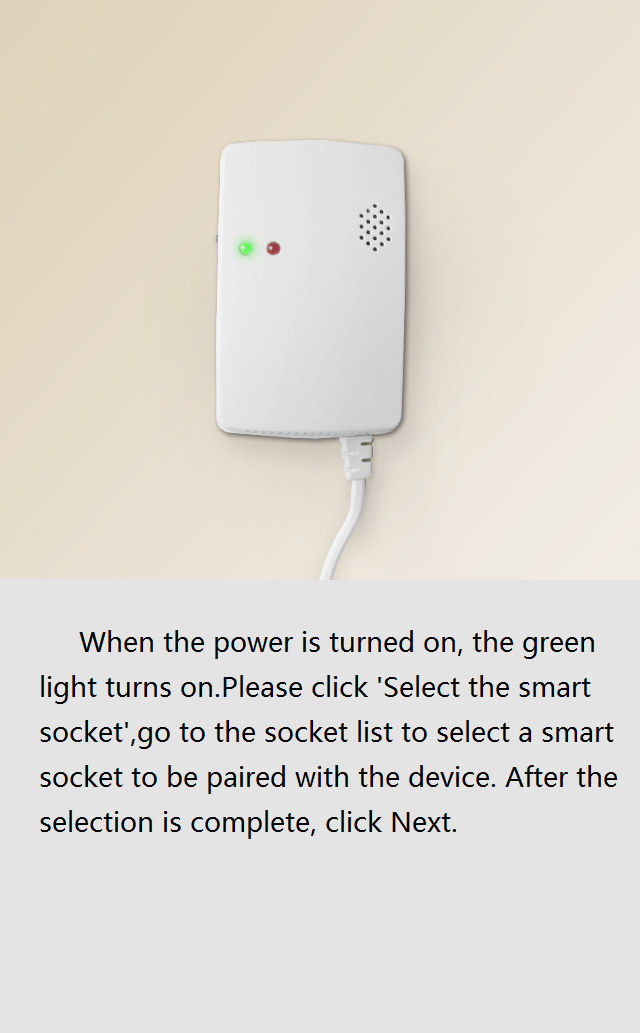 When the power is turned on, the green
light turns on.Please click 'Select the smart
socket',go to the socket list to select a smart
socket to be paired with the device. After the
selection is complete, click Next.